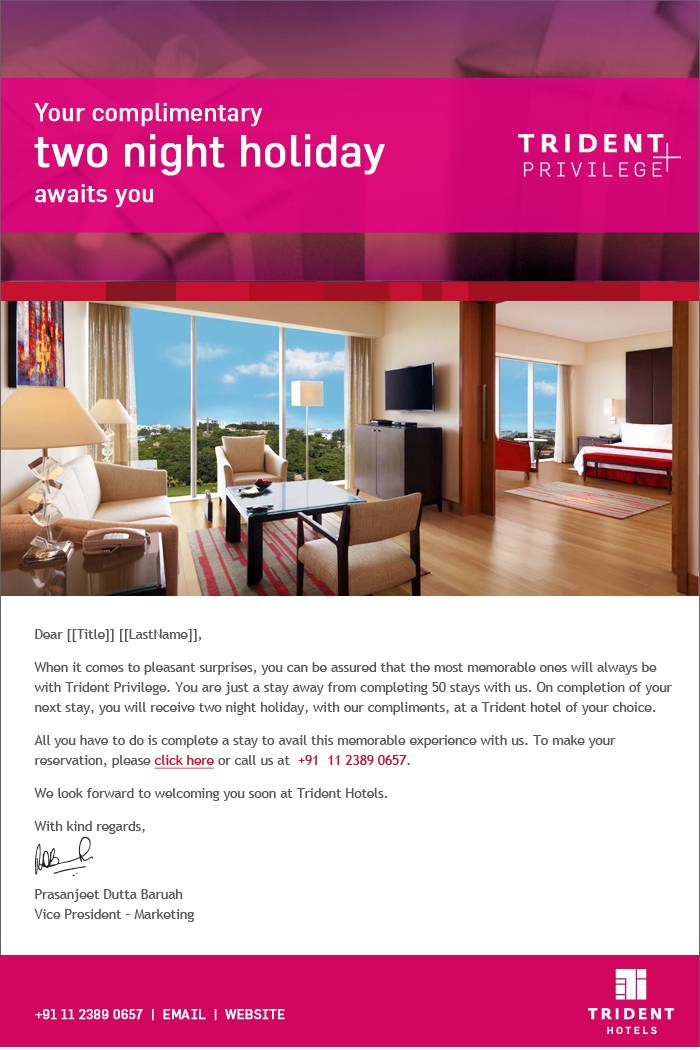 Your complimentary
two night holiday
awaits you
TRIDENT
PRIVILEGE
Dear [[Title]] [[LastName]],
When it comes to pleasant surprises, you can be assured that the most memorable ones will always be
with Trident Privilege. You are just a stay away from completing 50 stays with us. On completion of your
next stay, you will receive two night holiday, with our compliments, at a Trident hotel of your choice.
All you have to do is complete a stay to avail this memorable experience with us. To make your
reservation, please click here or call us at +91 11 2389 0657.
We look forward to welcoming you soon at Trident Hotels.
With kind regards,
Prasanjeet Dutta Baruah
Vice President - Marketing
+91 11 2389 0657 | EMAIL | WEBSITE
TRIDENT
HOTELS